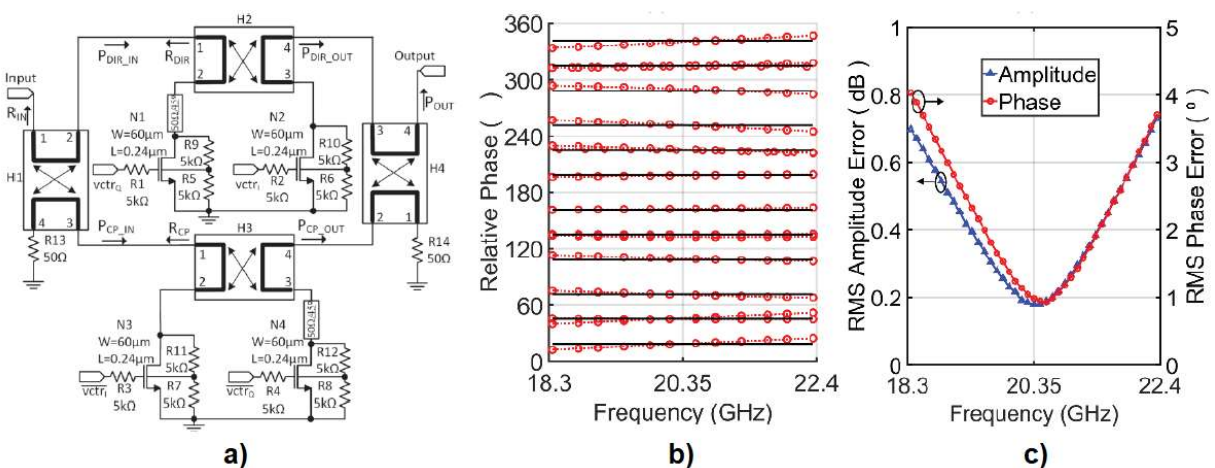 H2
1
4
2
3
P_DIR_IN
R_DIR
P_DIR_OUT
Output
Input
R_IN
P_OUT
50Ω/45°
N1
W=60μm
L=0.24μm
R9
5kΩ
R5
5kΩ
R1
5kΩ
vctr_Q
N2
W=60μm
L=0.24μm
R10
5kΩ
R6
5kΩ
R2
5kΩ
vctr_I
H1
1 2
4 3
H4
3 4
2 1
P_CP_IN
R_CP
H3
P_CP_OUT
R13
50Ω
R14
50Ω
1
4
2
3
50Ω/45°
N3
W=60μm
L=0.24μm
R11
5kΩ
R7
5kΩ
R3
5kΩ
vctr_I
N4
W=60μm
L=0.24μm
R12
5kΩ
R8
5kΩ
R4
5kΩ
vctr_Q
a)
b)
360
300
240
180
120
60
0
Relative Phase ( )
18.3
20.35
22.4
Frequency (GHz)
b)
1
0.8
0.6
0.4
0.2
0
RMS Amplitude Error ( dB )
Amplitude
Phase
5
4
3
2
1
0
RMS Phase Error ( ° )
18.3
20.35
22.4
Frequency (GHz)
c)